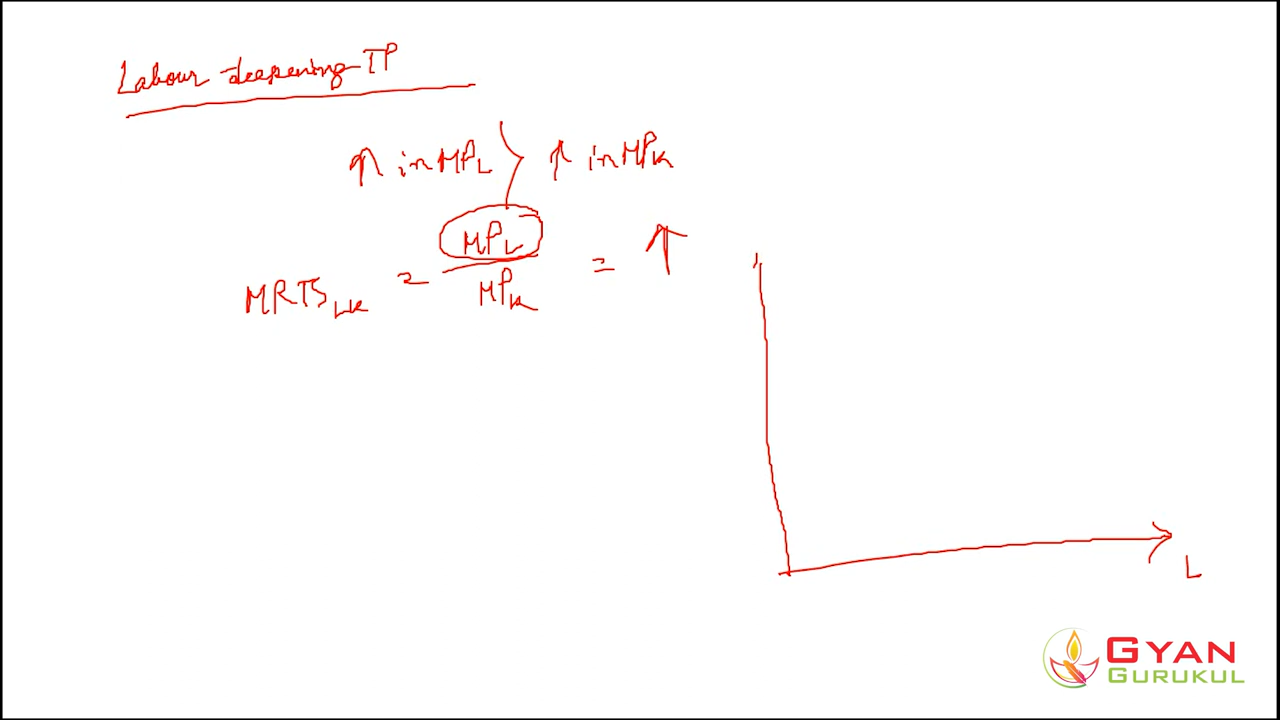 Labour deepening TP
↑ in MPL > ↑ in MPK
MRTSLK = MPL / MPK = ↑
L
GYAN
GURUKUL